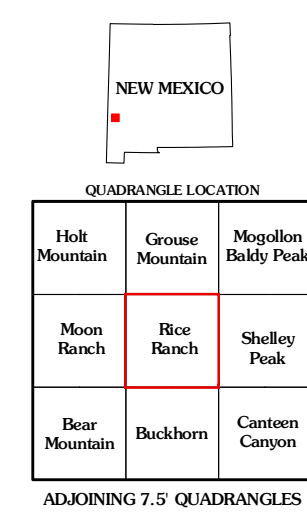 NEW MEXICO
QUADRANGLE LOCATION
Holt
Mountain
Grouse
Mountain
Mogollon
Baldy Peak
Moon
Ranch
Rice
Ranch
Shelley
Peak
Bear
Mountain
Buckhorn
Canteen
Canyon
ADJOINING 7.5' QUADRANGLES